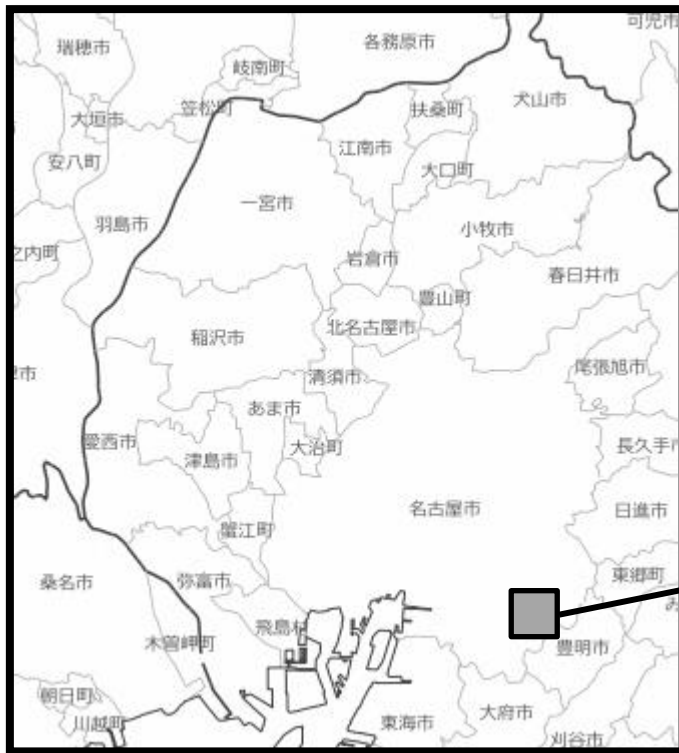 可児市
各務原市
瑞穂市
岐南町
犬山市
笠松町
扶桑町
大垣市
江南市
安八町
大口町
一宮市
羽島市
小牧市
之内町
岩倉市
春日井市
豊山町
北名古屋市
稲沢市
尾張旭市
市
清須市
あま市
愛西市
大治町
長久手市
津島市
名古屋市
日進市
蟹江町
東郷町
桑名市
弥富市
み
飛島村
木曽岬町
豊明市
朝日町
大府市
川越町
東海市
刈谷市